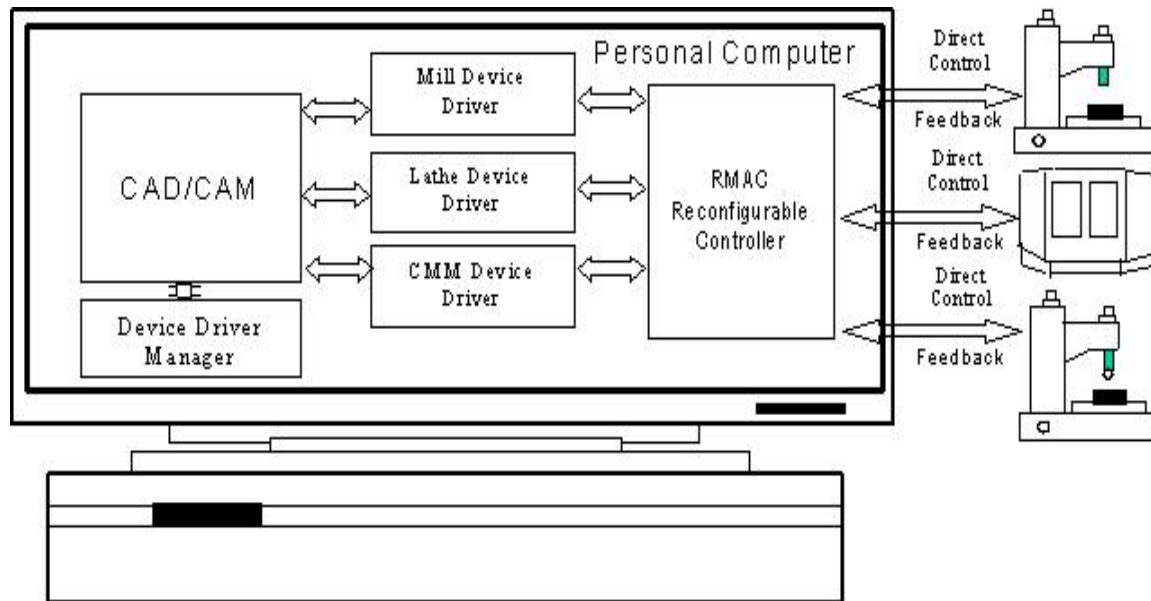 Personal Computer
CAD/CAM
Device Driver
Manager
Mill Device
Driver
Lathe Device
Driver
CMM Device
Driver
RMAC
Reconfigurable
Controller
Direct
Control
Feedback
Direct
Control
Feedback
Direct
Control
Feedback